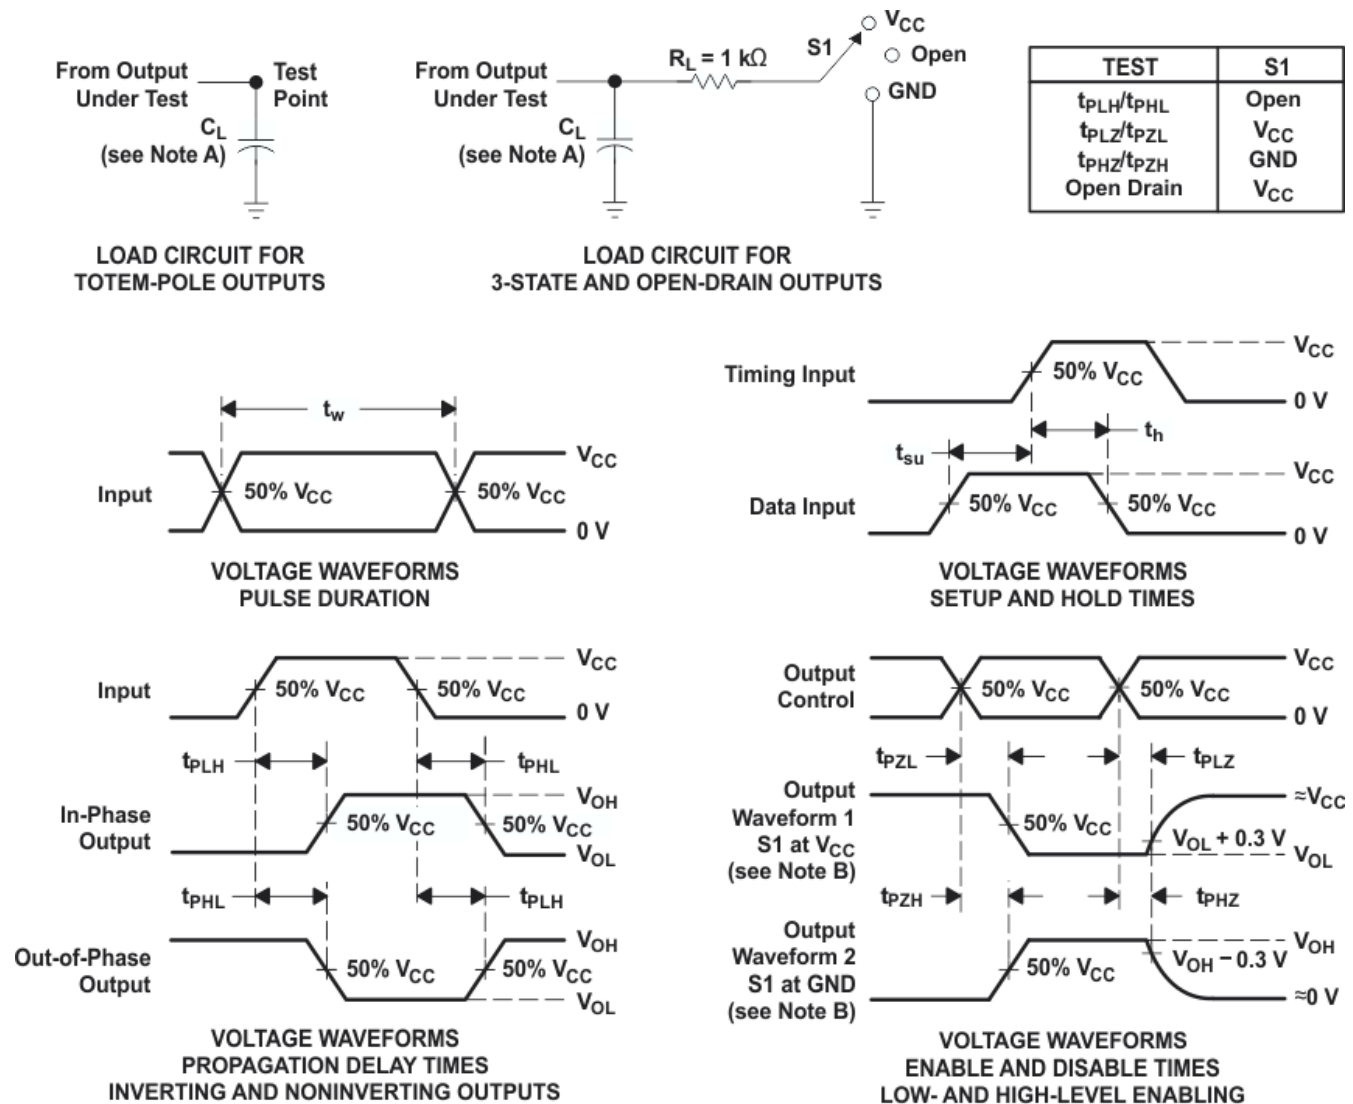 From Output
Under Test
Test
Point
CL
(see Note A)
LOAD CIRCUIT FOR
TOTEM-POLE OUTPUTS
From Output
Under Test
RL = 1 kΩ
S1
VCC
Open
GND
CL
(see Note A)
LOAD CIRCUIT FOR
3-STATE AND OPEN-DRAIN OUTPUTS
TEST S1
tPLH/tPHL Open
tPLZ/tPZL VCC
tPHZ/tPZH GND
Open Drain VCC
tw
Input
50% VCC
50% VCC
VCC
0 V
VOLTAGE WAVEFORMS
PULSE DURATION
Timing Input
50% VCC
VCC
0 V
th
tsu
Data Input
50% VCC
50% VCC
VCC
0 V
VOLTAGE WAVEFORMS
SETUP AND HOLD TIMES
Input
50% VCC
50% VCC
VCC
0 V
tPLH
tPHL
In-Phase
Output
50% VCC
50% VCC
VOH
VOL
tPHL
tPLH
Out-of-Phase
Output
50% VCC
50% VCC
VOH
VOL
VOLTAGE WAVEFORMS
PROPAGATION DELAY TIMES
INVERTING AND NONINVERTING OUTPUTS
Output
Control
50% VCC
50% VCC
VCC
0 V
tPZL
tPLZ
Output
Waveform 1
S1 at VCC
(see Note B)
50% VCC
VOL + 0.3 V
≈VCC
VOL
tPZH
tPHZ
Output
Waveform 2
S1 at GND
(see Note B)
50% VCC
VOH − 0.3 V
VOH
≈0 V
VOLTAGE WAVEFORMS
ENABLE AND DISABLE TIMES
LOW- AND HIGH-LEVEL ENABLING